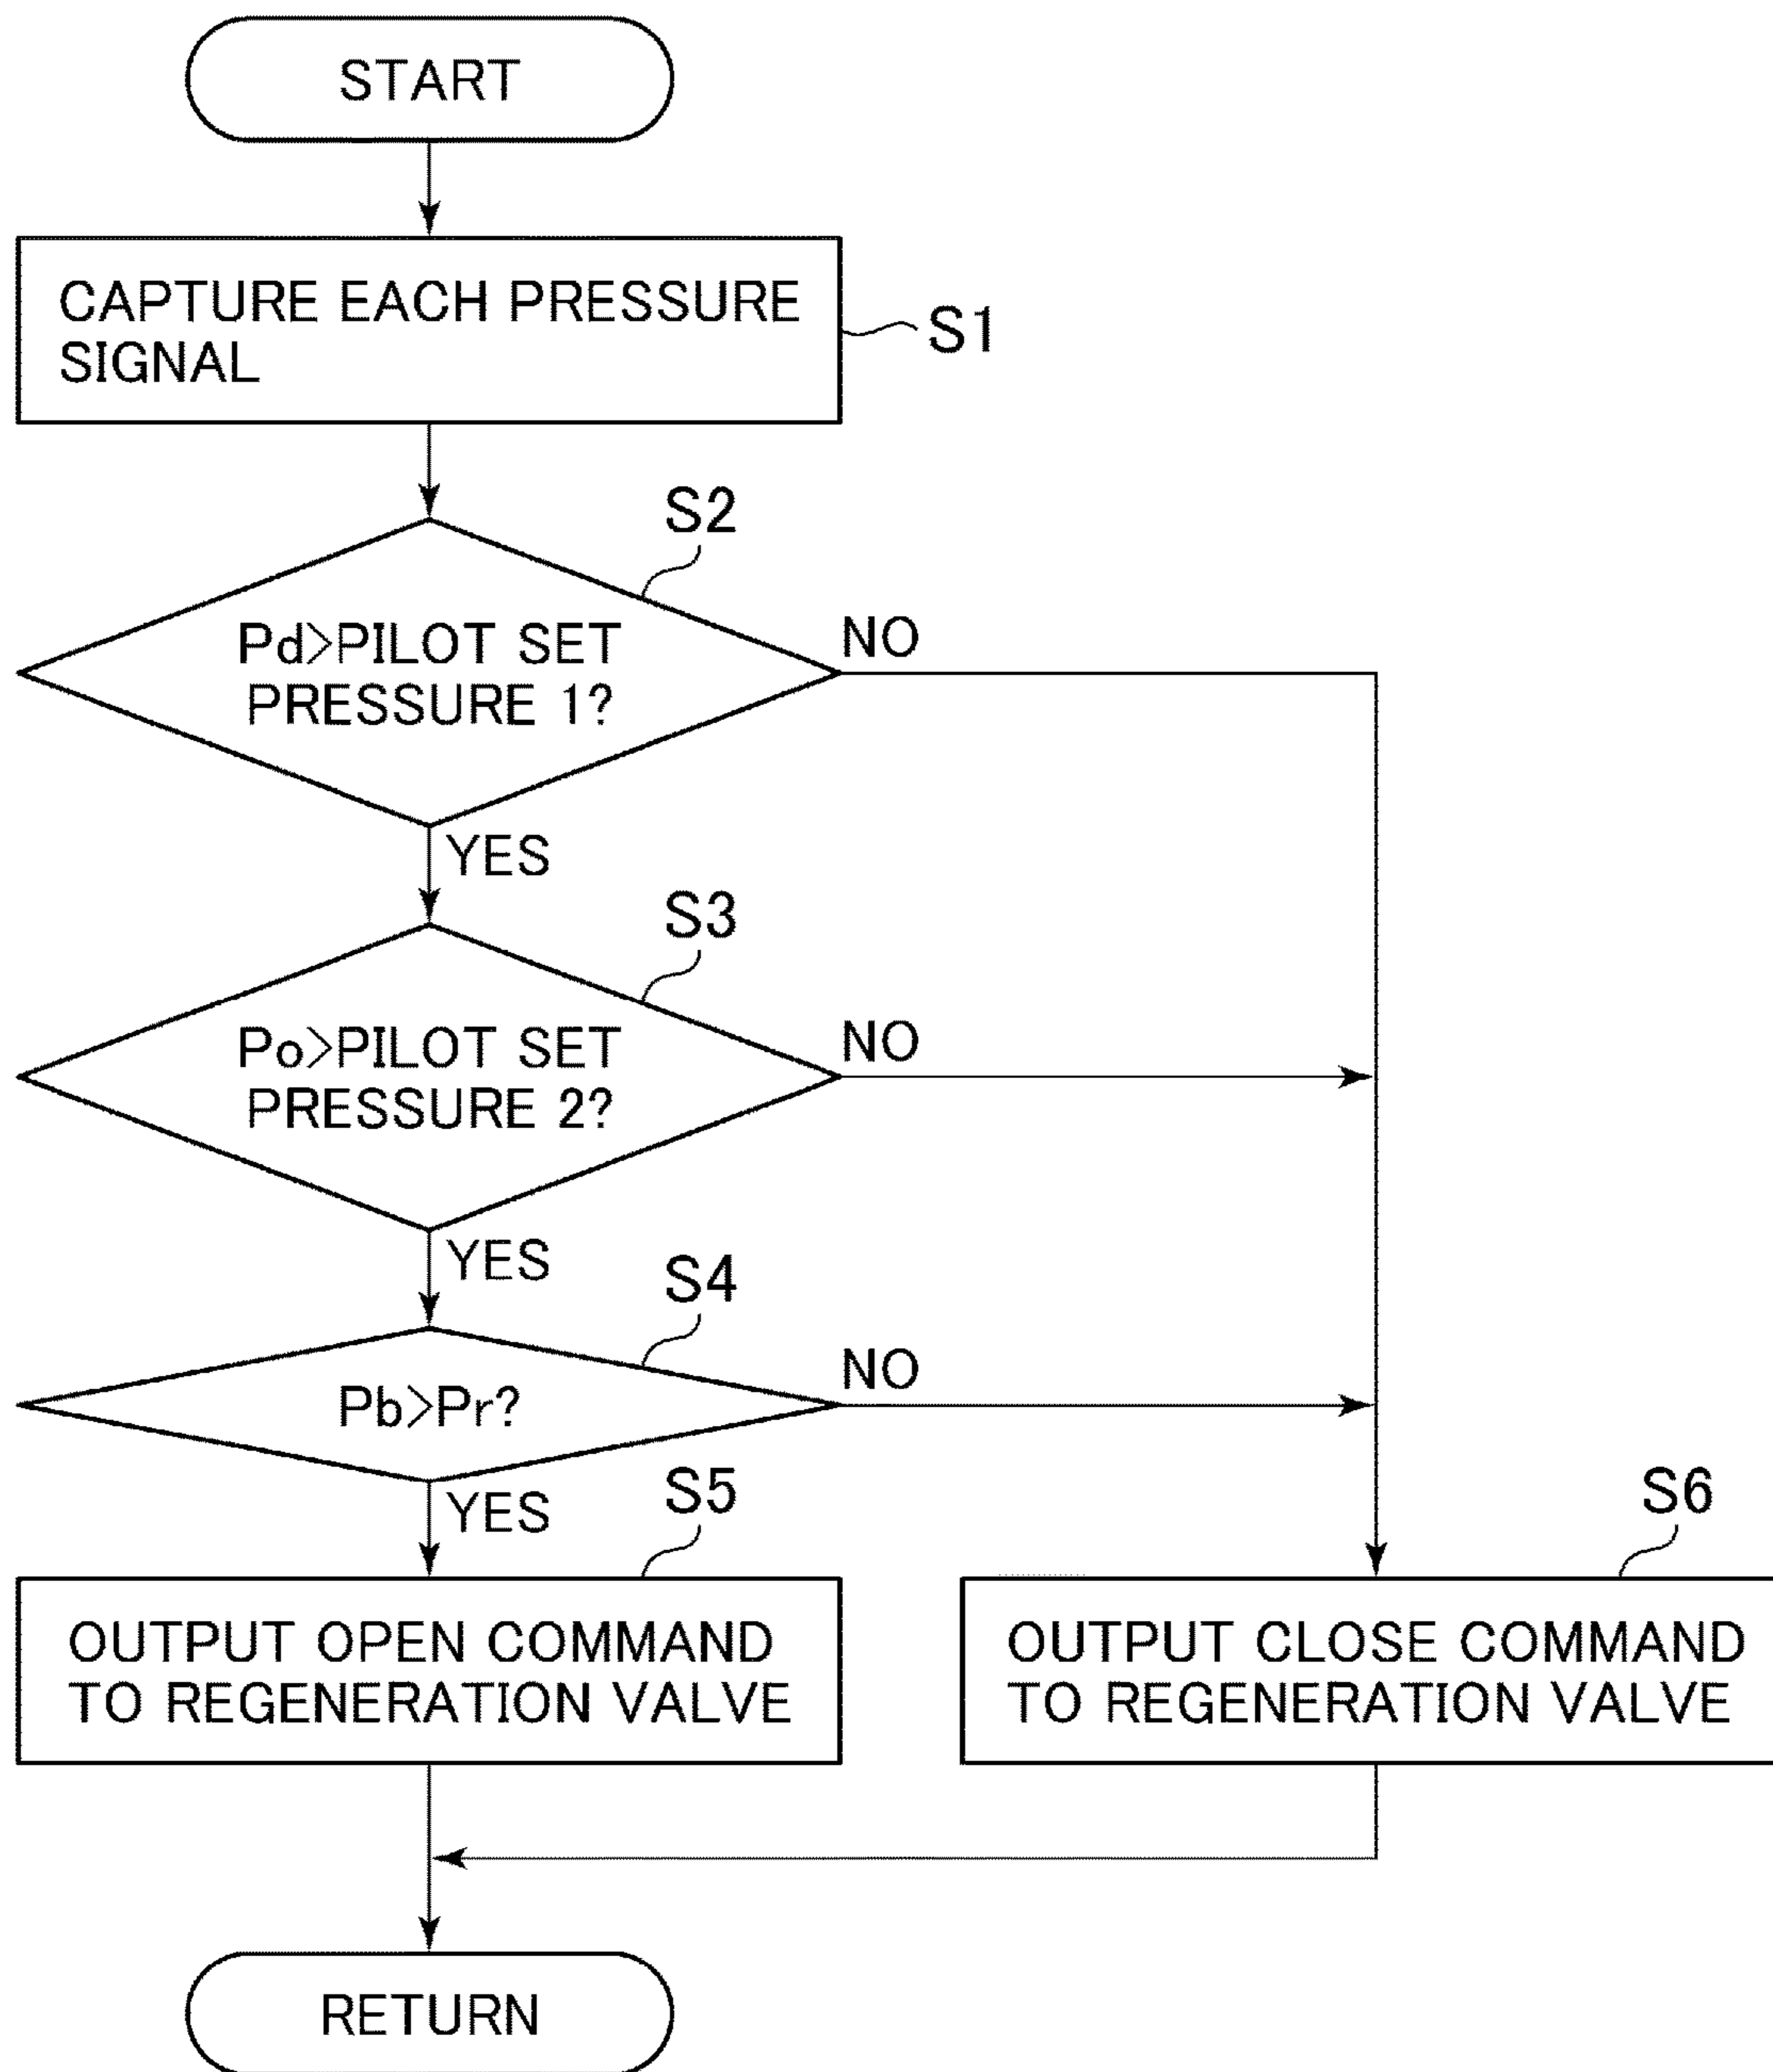 START
CAPTURE EACH PRESSURE
SIGNAL
S1
S2
Pd>PILOT SET
PRESSURE 1?
NO
YES
S3
Po>PILOT SET
PRESSURE 2?
NO
YES
S4
Pb>Pr?
NO
YES
S5
OUTPUT OPEN COMMAND
TO REGENERATION VALVE
S6
OUTPUT CLOSE COMMAND
TO REGENERATION VALVE
RETURN